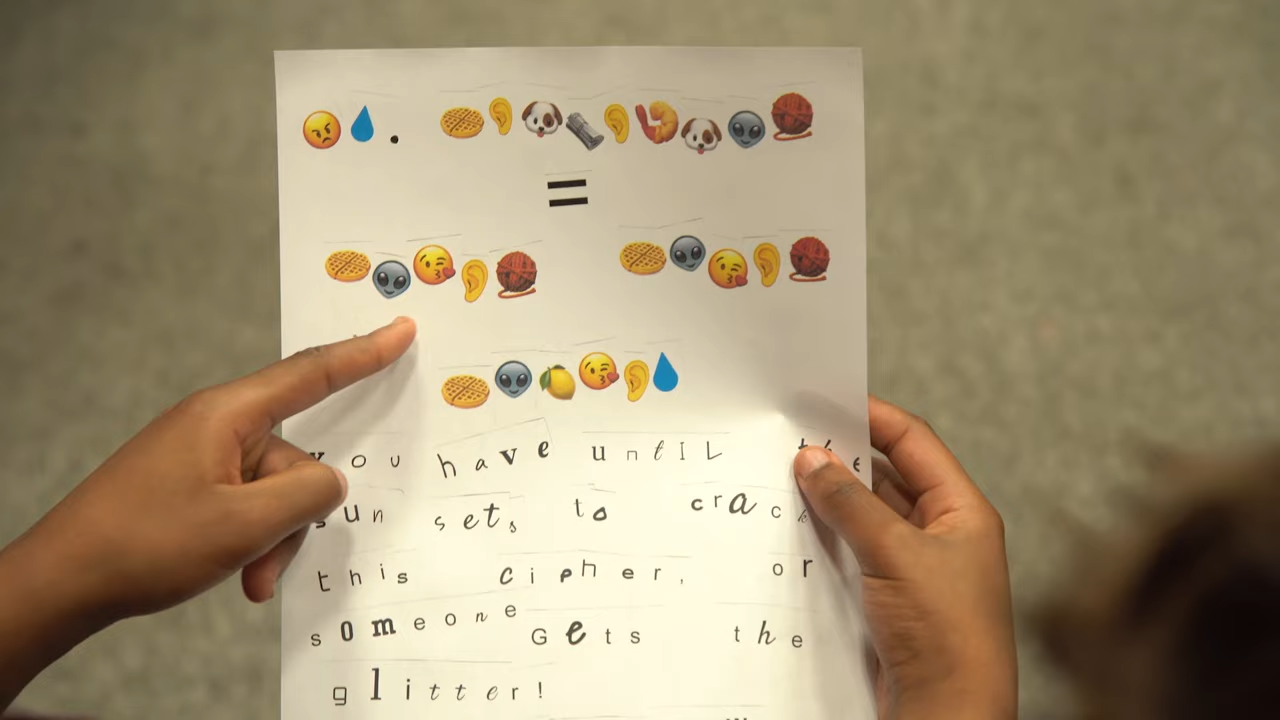 😠💧. 🧇👂🐶🗞️👂🍤🐶👽🧶
=
🧇👽😘👂🧶 🧇👽😘👂🧶
🧇👽🍋😘👂💧
you have untIL the
sun sets to crack
this cipher, or
someone Gets the
glitter!